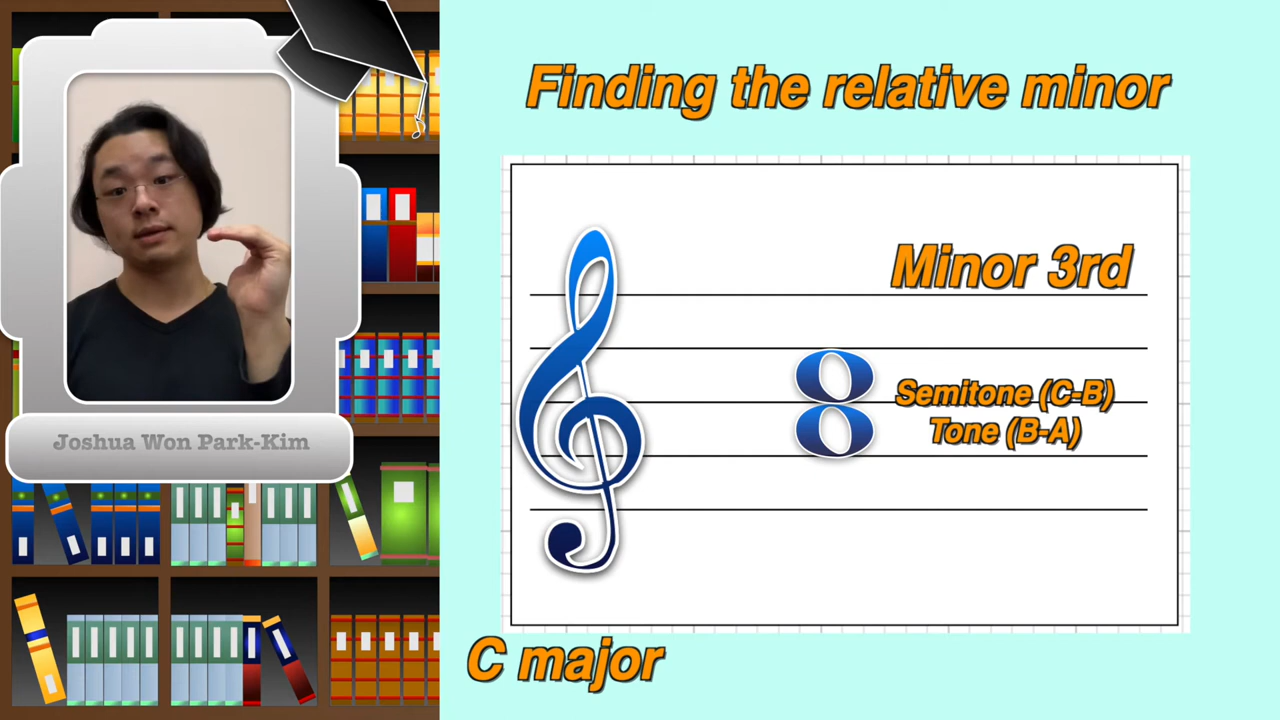 Finding the relative minor
Minor 3rd
Semitone (C-B)
Tone (B-A)
Joshua Won Park-Kim
C major